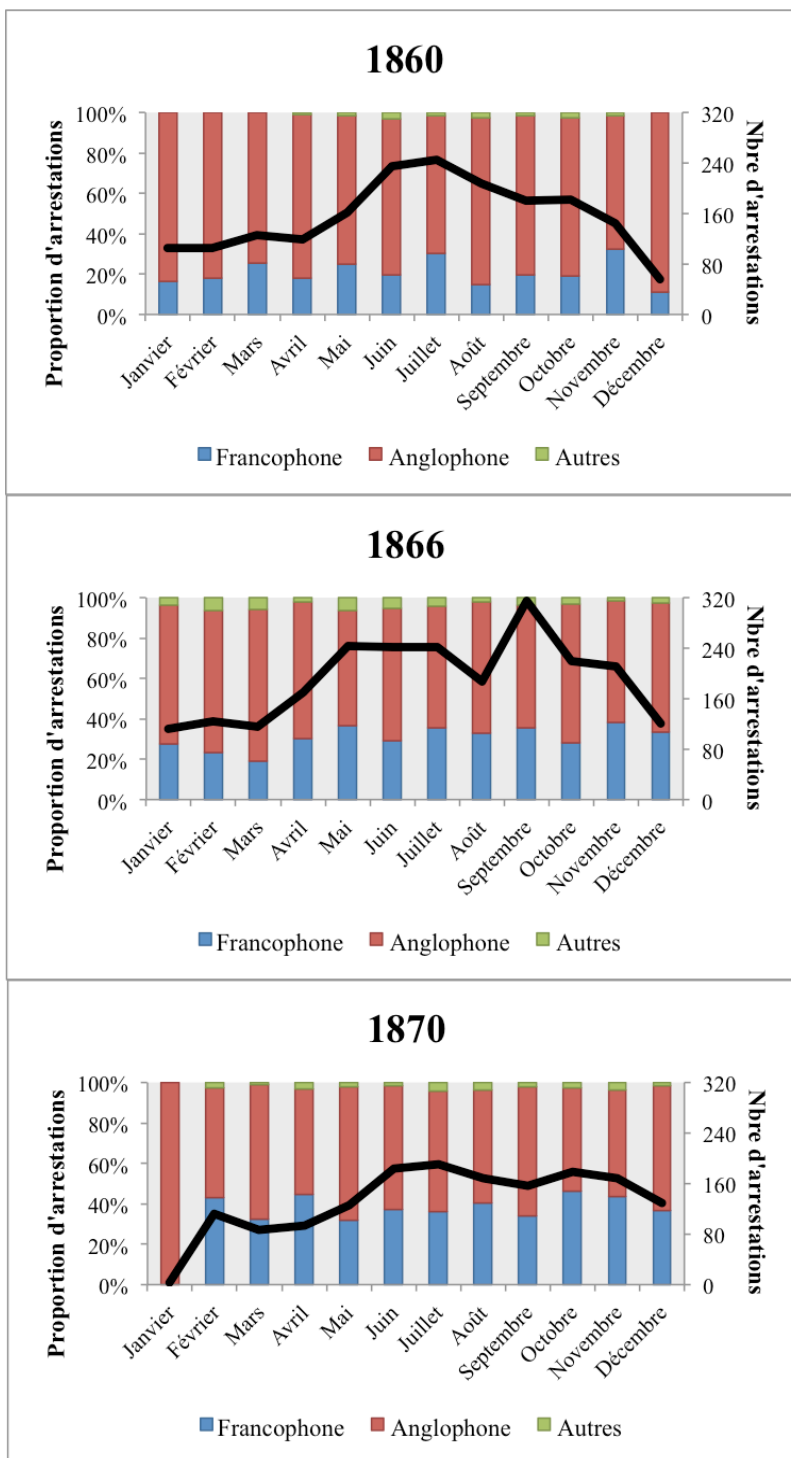 1860
100%
80%
60%
40%
20%
0%
Proportion d'arrestations
320
240
160
80
0
Nbre d'arrestations
Janvier
Février
Mars
Avril
Mai
Juin
Juillet
Août
Septembre
Octobre
Novembre
Décembre
Francophone Anglophone Autres
1866
100%
80%
60%
40%
20%
0%
Proportion d'arrestations
320
240
160
80
0
Nbre d'arrestations
Janvier
Février
Mars
Avril
Mai
Juin
Juillet
Août
Septembre
Octobre
Novembre
Décembre
Francophone Anglophone Autres
1870
100%
80%
60%
40%
20%
0%
Proportion d'arrestations
320
240
160
80
0
Nbre d'arrestations
Janvier
Février
Mars
Avril
Mai
Juin
Juillet
Août
Septembre
Octobre
Novembre
Décembre
Francophone Anglophone Autres